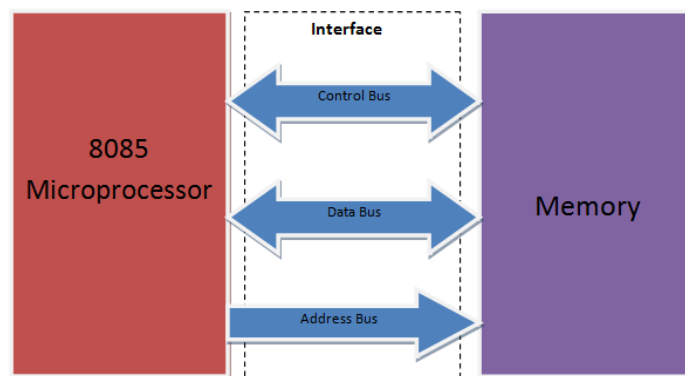 Interface
Control Bus
8085
Microprocessor
Data Bus
Memory
Address Bus